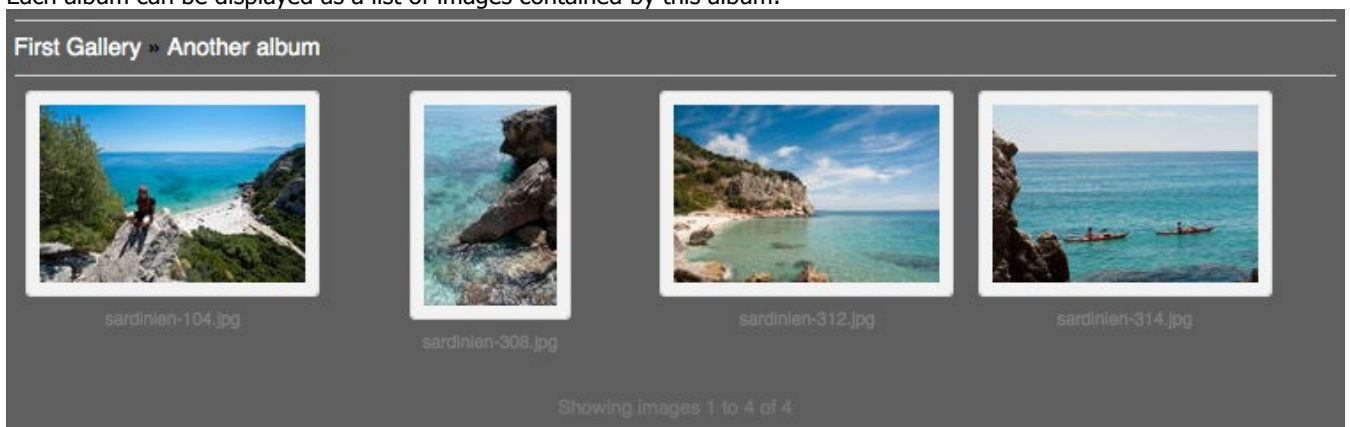 Each album can be displayed as a list of images contained by this album.
First Gallery » Another album
sardinien-104.jpg
sardinien-308.jpg
sardinien-312.jpg
sardinien-314.jpg
Showing images 1 to 4 of 4